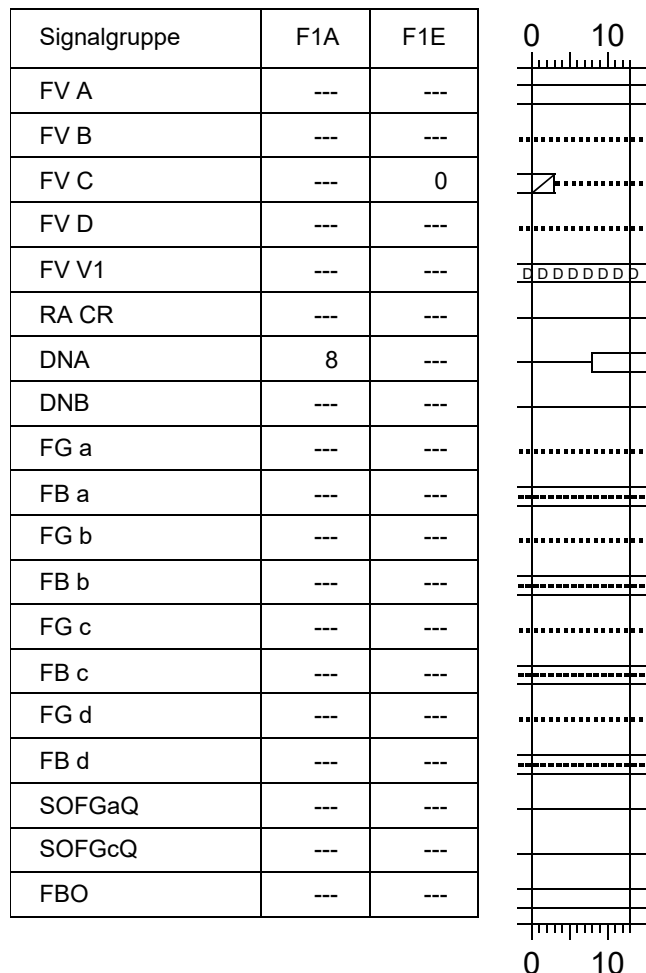 Signalgruppe F1A F1E 0 10
FV A --- ---
FV B --- ---
FV C --- 0
FV D --- ---
FV V1 --- --- D D D D D D D D
RA CR --- ---
DNA 8 ---
DNB --- ---
FG a --- ---
FB a --- ---
FG b --- ---
FB b --- ---
FG c --- ---
FB c --- ---
FG d --- ---
FB d --- ---
SOFGaQ --- ---
SOFGcQ --- ---
FBO --- ---
0 10